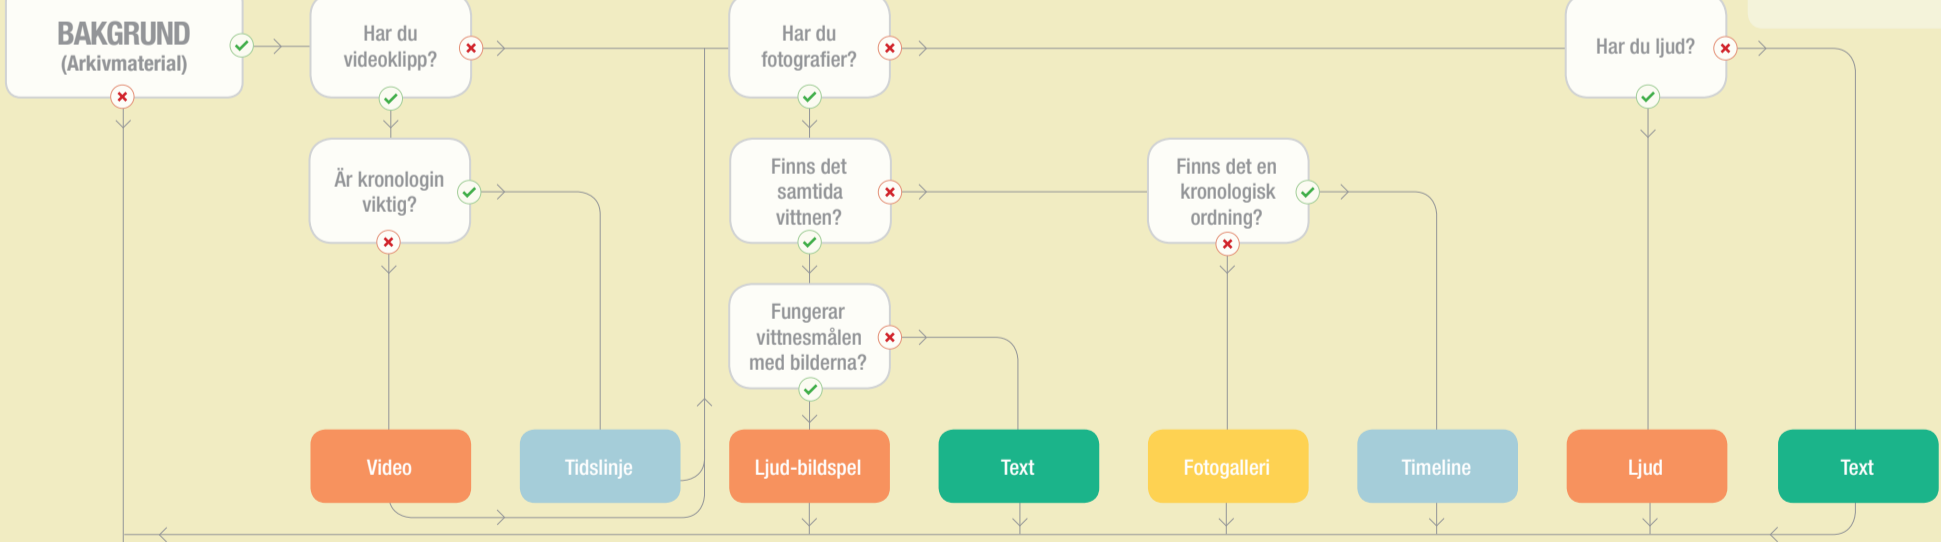 BAKGRUND
(Arkivmaterial)
Har du
videoklipp?
Har du
fotografier?
Har du ljud?
Är kronologin
viktig?
Finns det
samtida
vittnen?
Finns det en
kronologisk
ordning?
Fungerar
vittnesmålen
med bilderna?
Video
Tidslinje
Ljud-bildspel
Text
Fotogalleri
Timeline
Ljud
Text